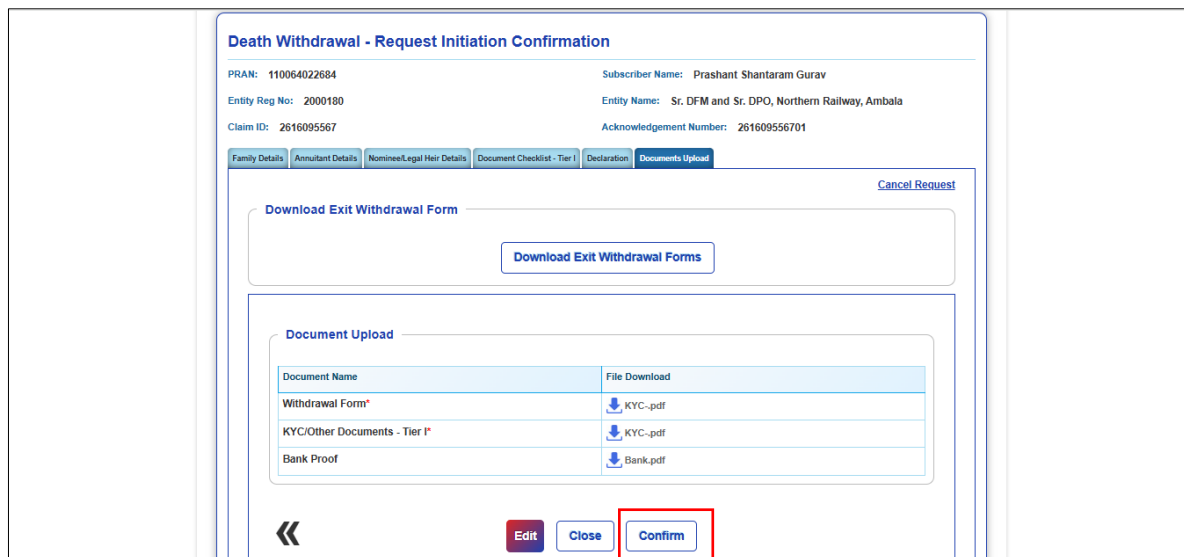 Death Withdrawal - Request Initiation Confirmation
PRAN: 110064022684 Subscriber Name: Prashant Shantaram Gurav
Entity Reg No: 2000180 Entity Name: Sr. DFM and Sr. DPO, Northern Railway, Ambala
Claim ID: 2616095567 Acknowledgement Number: 261609556701
Family Details Annuitant Details Nominee/Legal Heir Details Document Checklist - Tier I Declaration Documents Upload
Cancel Request
Download Exit Withdrawal Form
Download Exit Withdrawal Forms
Document Upload
Document Name File Download
Withdrawal Form* KYC-.pdf
KYC/Other Documents - Tier I* KYC-.pdf
Bank Proof Bank.pdf
Edit Close Confirm